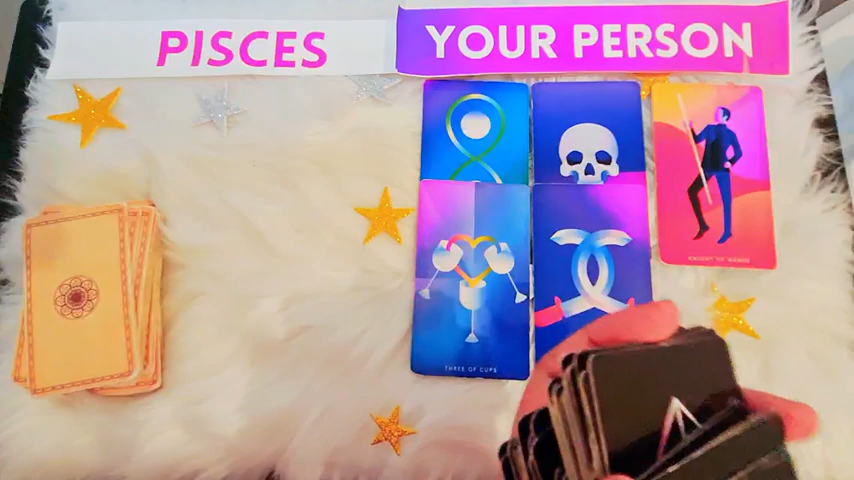 PISCES
YOUR PERSON
KNIGHT OF WANDS
THREE OF CUPS